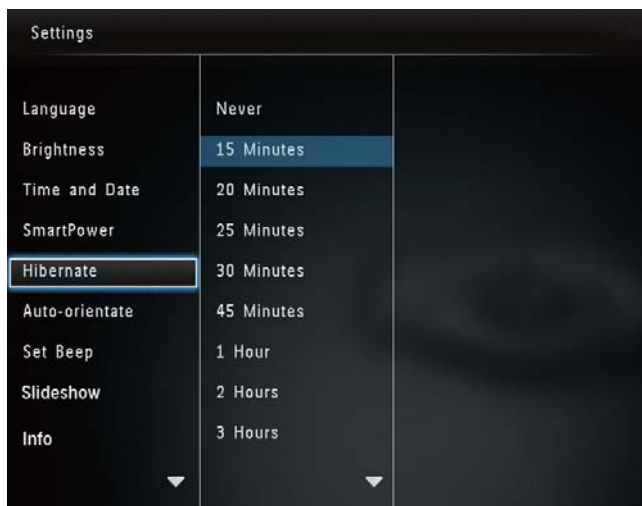 Settings
Language
Brightness
Time and Date
SmartPower
Hibernate
Auto-orientate
Set Beep
Slideshow
Info
Never
15 Minutes
20 Minutes
25 Minutes
30 Minutes
45 Minutes
1 Hour
2 Hours
3 Hours